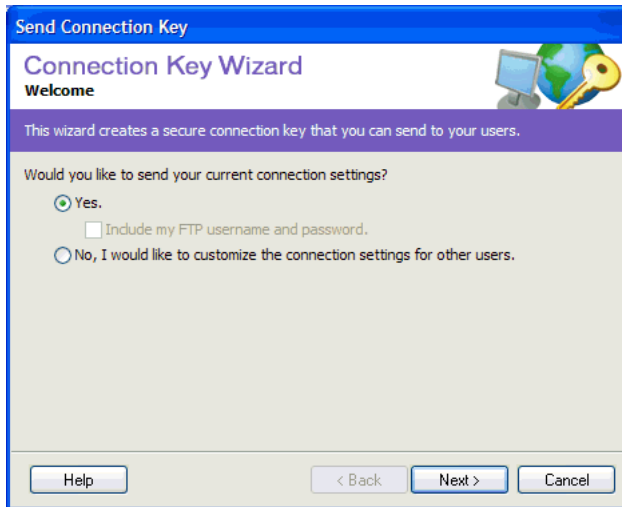 Send Connection Key
Connection Key Wizard
Welcome
This wizard creates a secure connection key that you can send to your users.
Would you like to send your current connection settings?
Yes.
Include my FTP username and password.
No, I would like to customize the connection settings for other users.
Help
< Back
Next >
Cancel